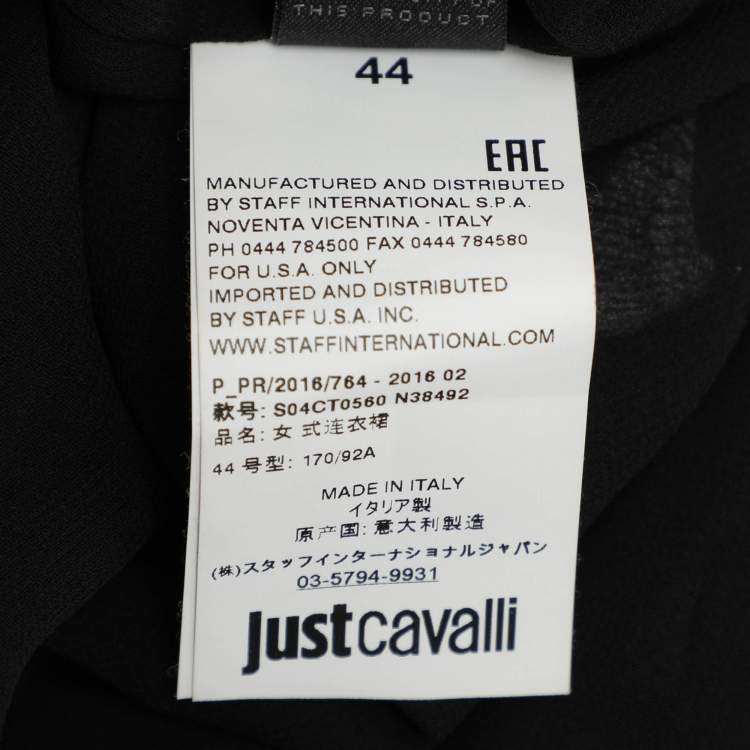 THIS PRODUCT.
44
EAC
MANUFACTURED AND DISTRIBUTED
BY STAFF INTERNATIONAL S.P.A.
NOVENTA VICENTINA - ITALY
PH 0444 784500 FAX 0444 784580
FOR U.S.A. ONLY
IMPORTED AND DISTRIBUTED
BY STAFF U.S.A. INC.
WWW.STAFFINTERNATIONAL.COM
P_PR/2016/764 - 2016 02
款号: S04CT0560 N38492
品名: 女 式连衣裙
44 号型: 170/92A
MADE IN ITALY
イタリア製
原产国: 意大利製造
(株)スタッフインターナショナルジャパン
03-5794-9931
justcavalli